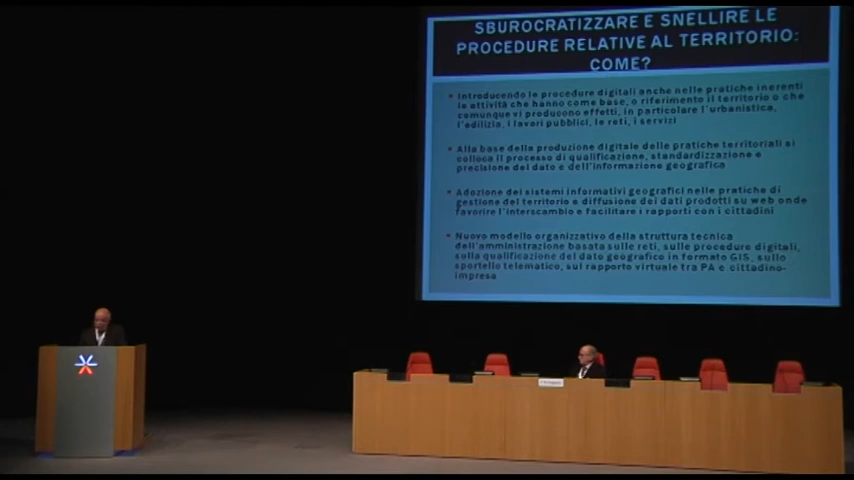 SBUROCRATIZZARE E SNELLIRE LE
PROCEDURE RELATIVE AL TERRITORIO:
COME?
Introducendo le procedure digitali anche nelle pratiche inerenti
le attività che hanno come base, o riferimento il territorio o che
comunque vi producono effetti, in particolare l'urbanistica,
l'edilizia, i lavori pubblici, le reti, i servizi
Alla base della produzione digitale delle pratiche territoriali si
colloca il processo di qualificazione, standardizzazione e
precisione del dato e dell'informazione geografica
Adozione dei sistemi informativi geografici nelle pratiche di
gestione del territorio e diffusione dei dati prodotti su web onde
favorire l'interscambio e facilitare i rapporti con i cittadini
Nuovo modello organizzativo della struttura tecnica
dell'amministrazione basata sulle reti, sulle procedure digitali,
sulla qualificazione del dato geografico in formato GIS, sullo
sportello telematico, sul rapporto virtuale tra PA e cittadino-
impresa